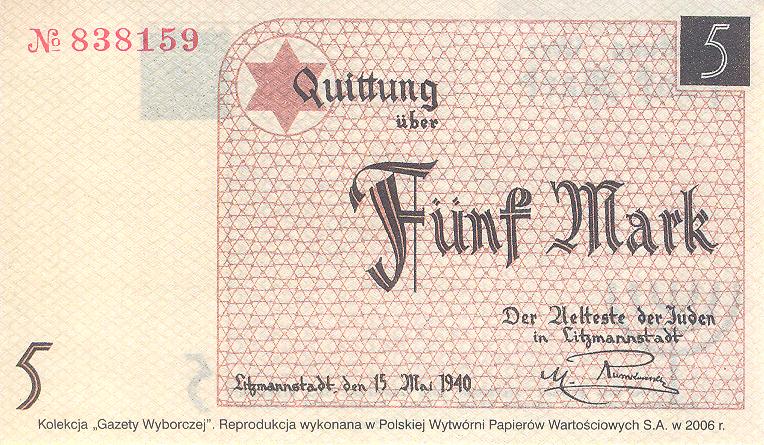 № 838159
5
Quittung
über
Fünf Mark
Der Aelteste der Juden
in Litzmannstadt
Litzmannstadt, den 15 Mai 1940
5
Kolekcja „Gazety Wyborczej”. Reprodukcja wykonana w Polskiej Wytwórni Papierów Wartościowych S.A. w 2006 r.